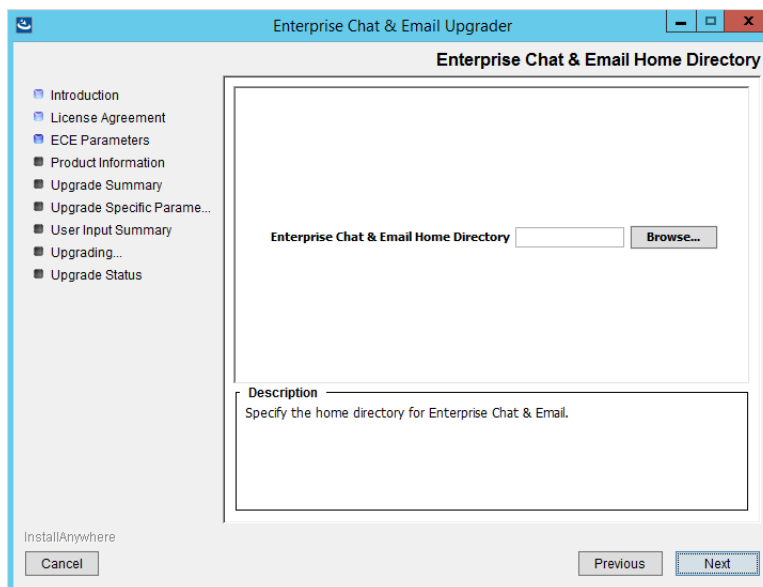 Enterprise Chat & Email Upgrader
Enterprise Chat & Email Home Directory
Introduction
License Agreement
ECE Parameters
Product Information
Upgrade Summary
Upgrade Specific Parame...
User Input Summary
Upgrading...
Upgrade Status
Enterprise Chat & Email Home Directory
Browse...
Description
Specify the home directory for Enterprise Chat & Email.
InstallAnywhere
Cancel
Previous
Next